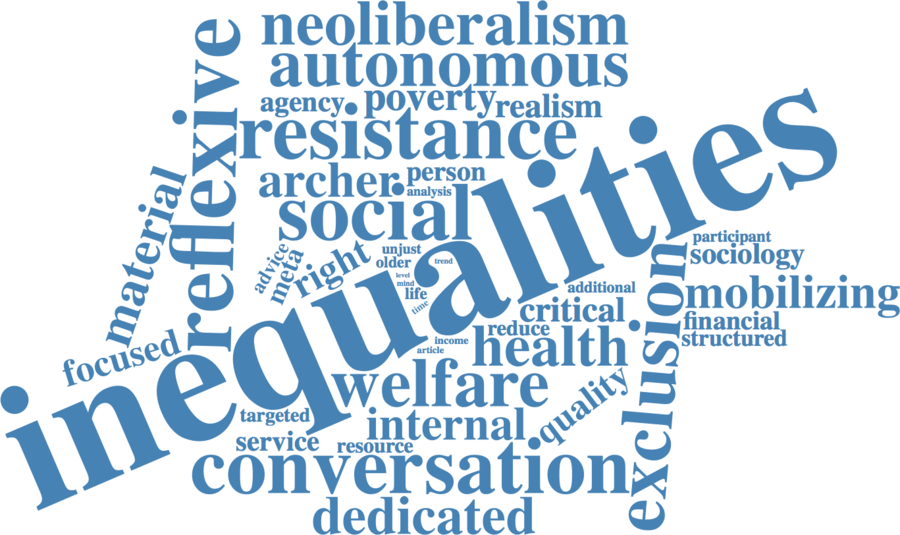 neoliberalism
autonomous
reflexive
agency
poverty
realism
resistance
inequalities
archer
person
analysis
material
social
advice
meta
right
unjust
older
trend
level
mind
life
time
participant
sociology
additional
mobilizing
critical
financial
reduce
structured
exclusion
health
income
article
focused
welfare
quality
targeted
internal
service
resource
conversation
dedicated